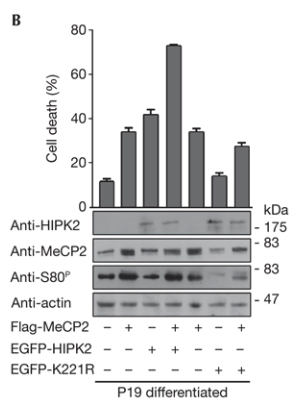 B
80
60
40
20
0
Cell death (%)
kDa
Anti-HIPK2
- 175
Anti-MeCP2
- 83
Anti-S80P
- 83
Anti-actin
- 47
Flag-MeCP2 – + – + + – +
EGFP-HIPK2 – – + + – – –
EGFP-K221R – – – – – + +
P19 differentiated